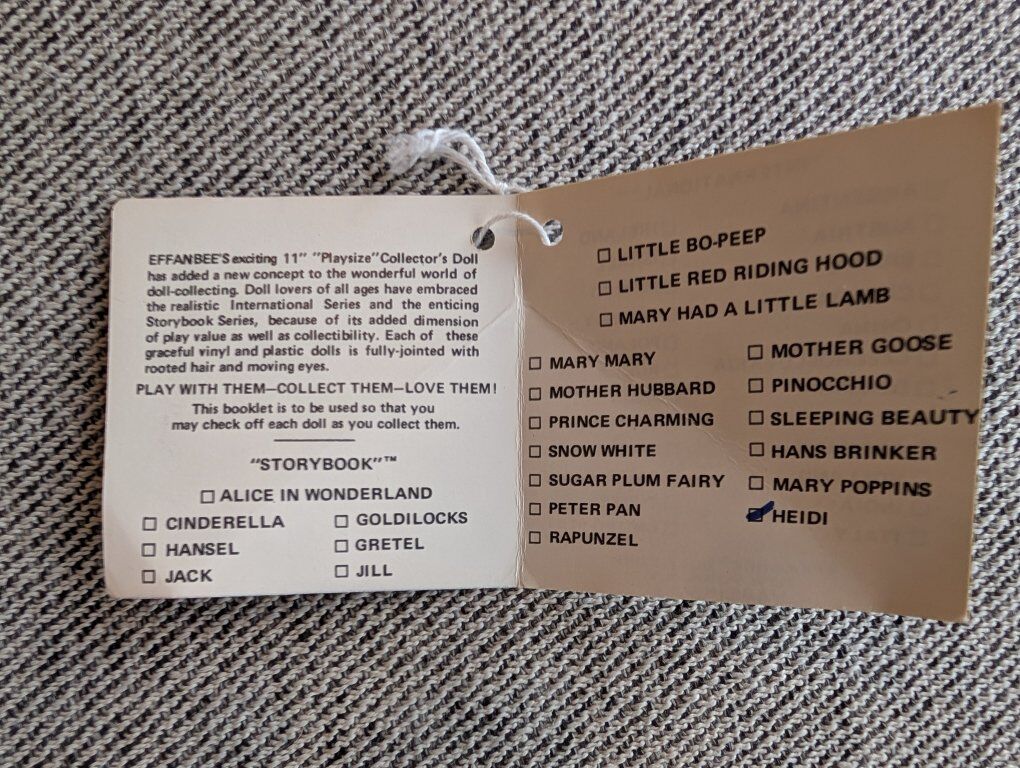 EFFANBEE'S exciting 11" "Playsize" Collector's Doll
has added a new concept to the wonderful world of
doll-collecting. Doll lovers of all ages have embraced
the realistic International Series and the enticing
Storybook Series, because of its added dimension
of play value as well as collectibility. Each of these
graceful vinyl and plastic dolls is fully-jointed with
rooted hair and moving eyes.
PLAY WITH THEM—COLLECT THEM—LOVE THEM!
This booklet is to be used so that you
may check off each doll as you collect them.
"STORYBOOK"™
☐ ALICE IN WONDERLAND
☐ CINDERELLA ☐ GOLDILOCKS
☐ HANSEL ☐ GRETEL
☐ JACK ☐ JILL
☐ LITTLE BO-PEEP
☐ LITTLE RED RIDING HOOD
☐ MARY HAD A LITTLE LAMB
☐ MARY MARY ☐ MOTHER GOOSE
☐ MOTHER HUBBARD ☐ PINOCCHIO
☐ PRINCE CHARMING ☐ SLEEPING BEAUTY
☐ SNOW WHITE ☐ HANS BRINKER
☐ SUGAR PLUM FAIRY ☐ MARY POPPINS
☐ PETER PAN ☑ HEIDI
☐ RAPUNZEL